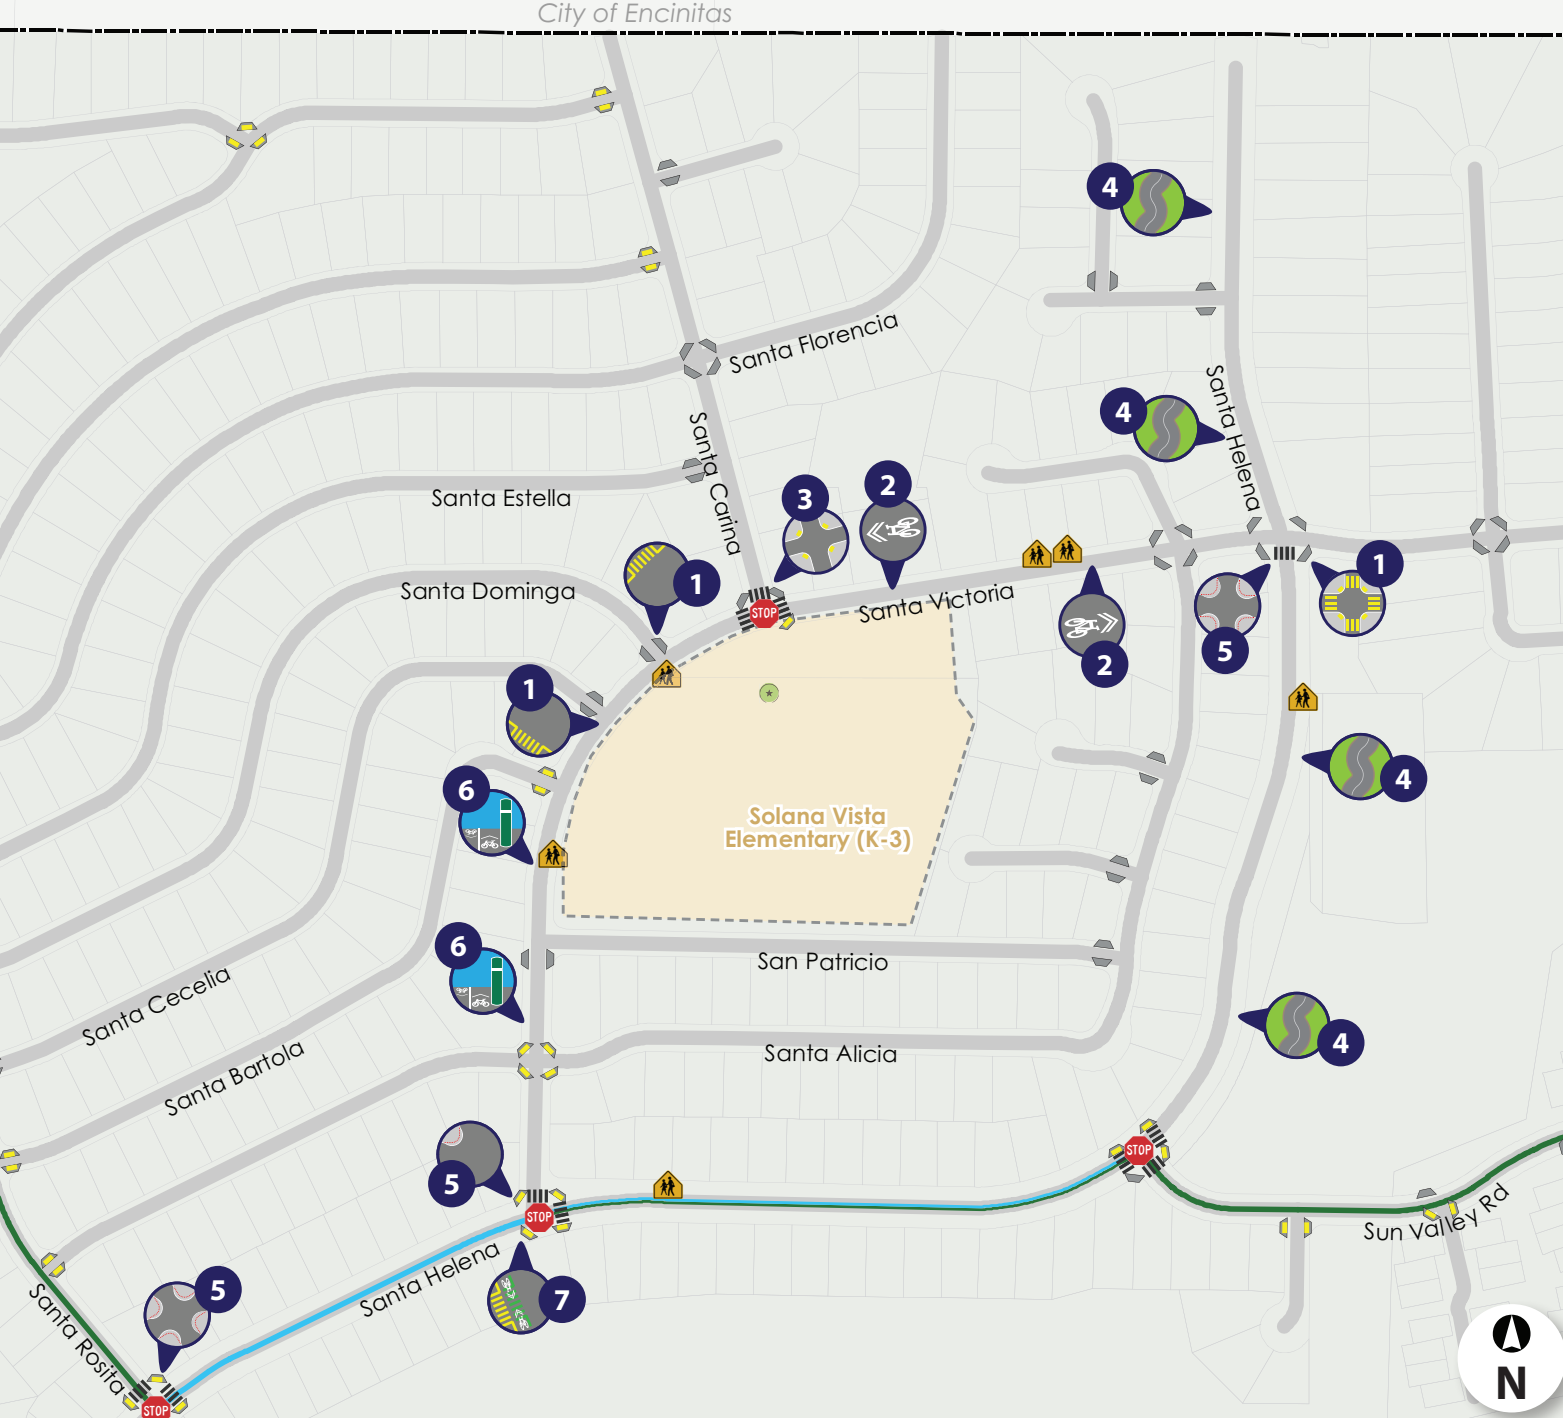 City of Encinitas
4
Santa Florencia
Santa Helena
4
Santa Carina
Santa Estella
3
2
1
1
Santa Dominga
STOP
Santa Victoria
5
2
1
4
6
Solana Vista
Elementary (K-3)
6
San Patricio
Santa Cecelia
4
Santa Alicia
Santa Bartola
STOP
5
STOP
Sun Valley Rd
Santa Helena
5
7
Santa Rosita
STOP
N